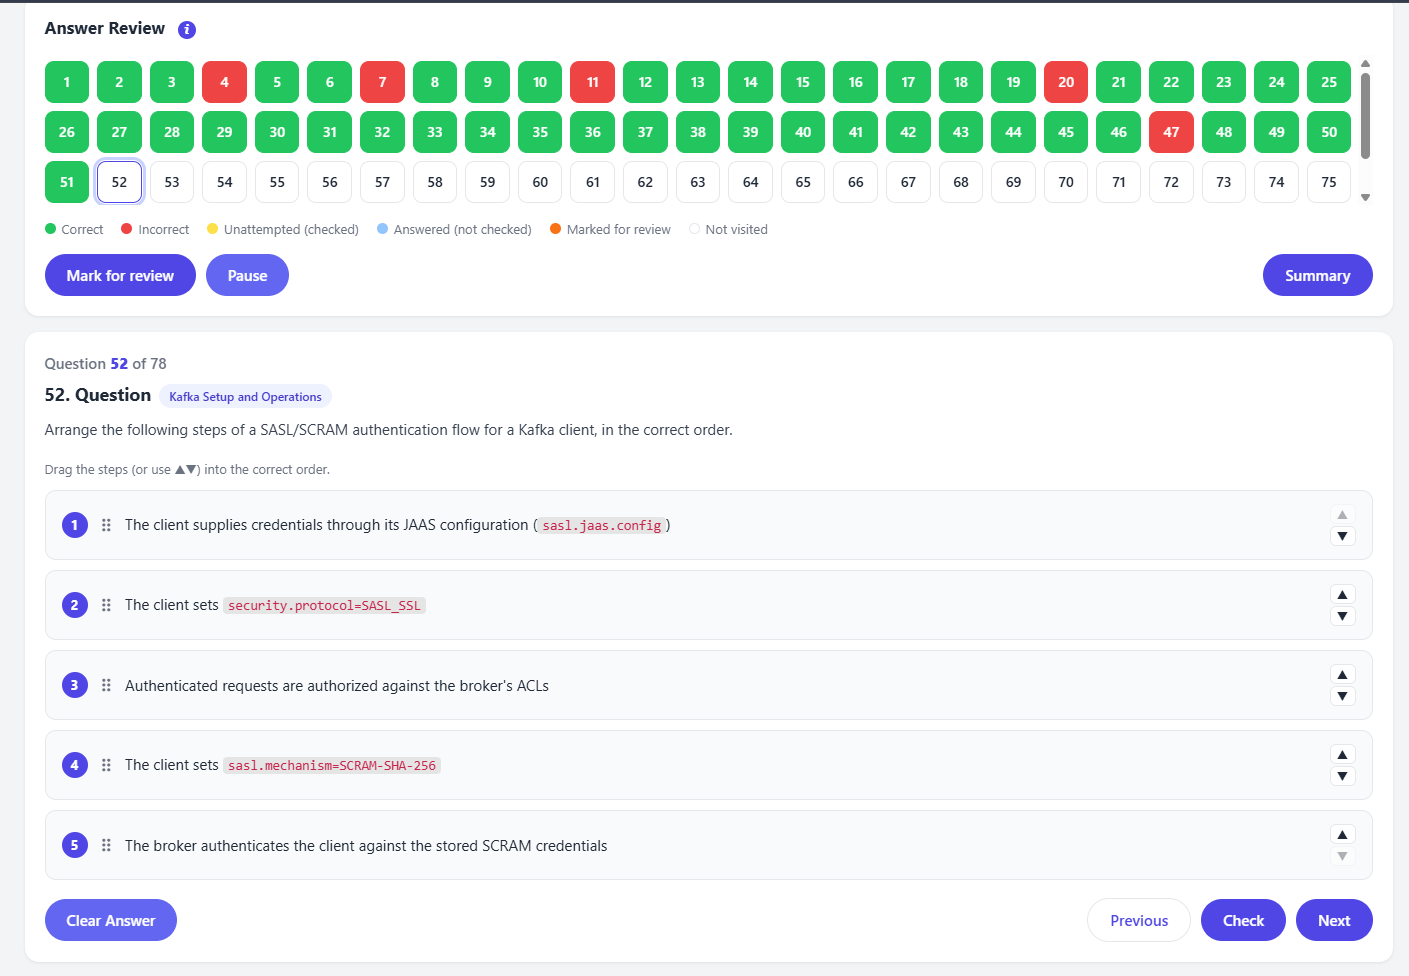 Answer Review i
1 2 3 4 5 6 7 8 9 10 11 12 13 14 15 16 17 18 19 20 21 22 23 24 25
26 27 28 29 30 31 32 33 34 35 36 37 38 39 40 41 42 43 44 45 46 47 48 49 50
51 52 53 54 55 56 57 58 59 60 61 62 63 64 65 66 67 68 69 70 71 72 73 74 75
Correct Incorrect Unattempted (checked) Answered (not checked) Marked for review Not visited
Mark for review Pause Summary
Question 52 of 78
52. Question Kafka Setup and Operations
Arrange the following steps of a SASL/SCRAM authentication flow for a Kafka client, in the correct order.
Drag the steps (or use ▲▼) into the correct order.
1 The client supplies credentials through its JAAS configuration (sasl.jaas.config)
2 The client sets security.protocol=SASL_SSL
3 Authenticated requests are authorized against the broker's ACLs
4 The client sets sasl.mechanism=SCRAM-SHA-256
5 The broker authenticates the client against the stored SCRAM credentials
Clear Answer Previous Check Next